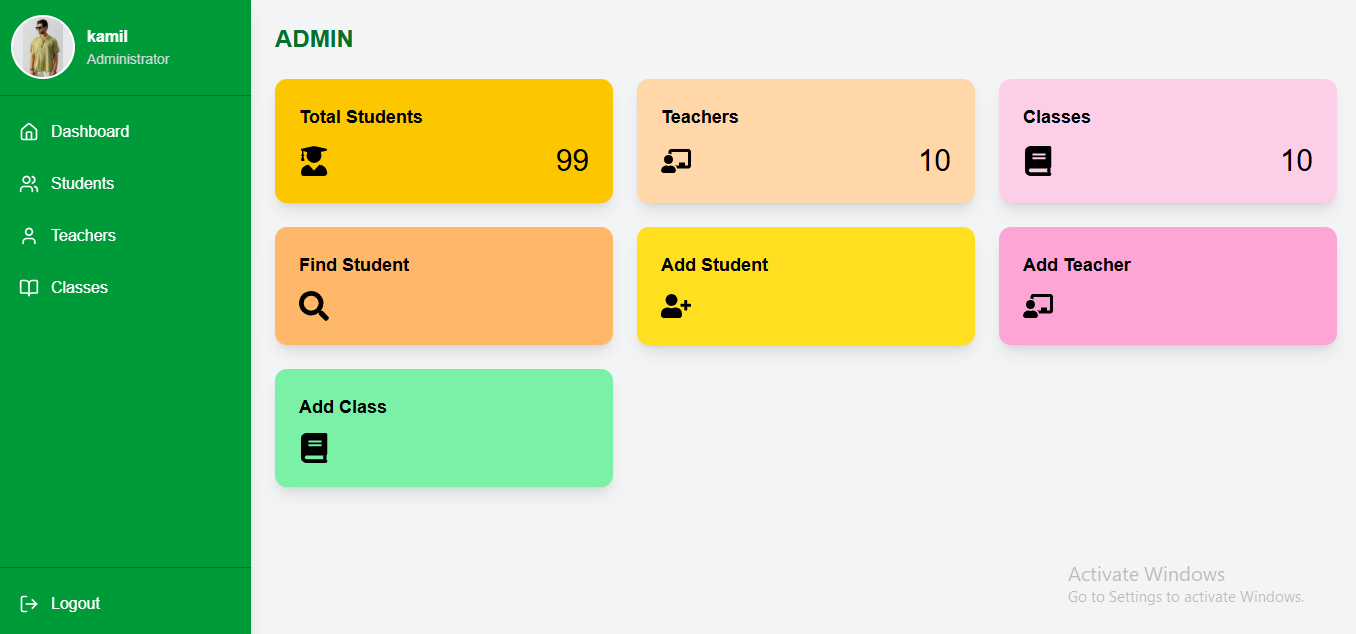 kamil
Administrator
Dashboard
Students
Teachers
Classes
Logout
ADMIN
Total Students
99
Teachers
10
Classes
10
Find Student
Add Student
Add Teacher
Add Class
Activate Windows
Go to Settings to activate Windows.